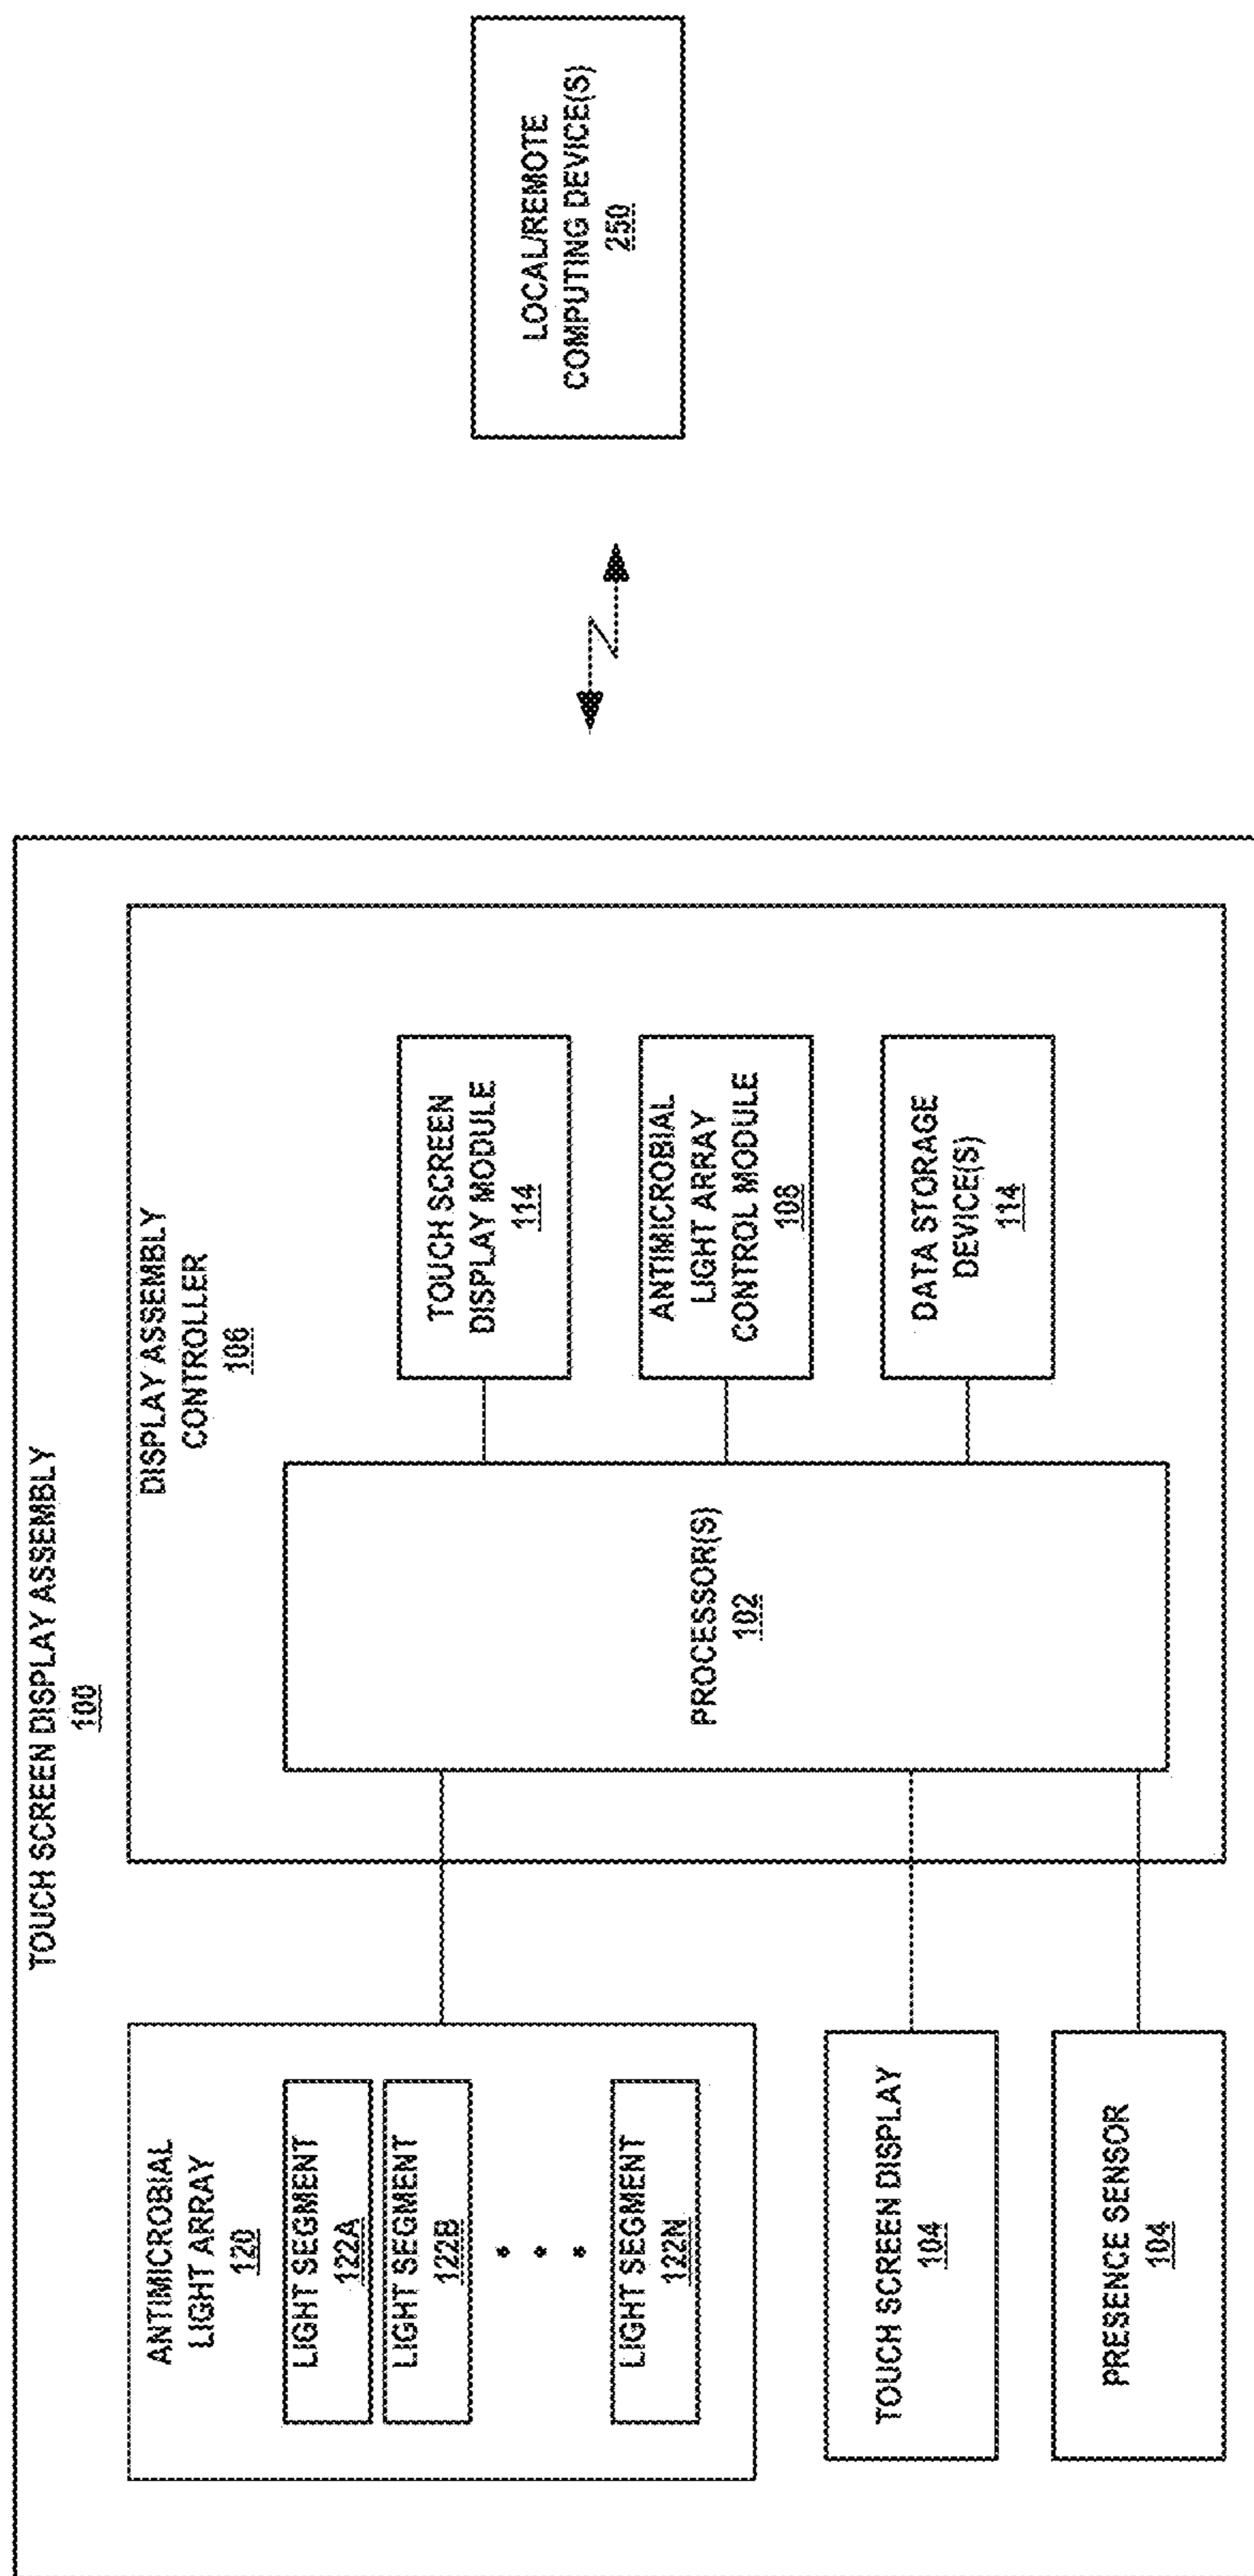 TOUCH SCREEN DISPLAY ASSEMBLY
100
ANTIMICROBIAL
LIGHT ARRAY
120
LIGHT SEGMENT
122A
LIGHT SEGMENT
122B
LIGHT SEGMENT
122N
TOUCH SCREEN DISPLAY
104
PRESENCE SENSOR
104
DISPLAY ASSEMBLY
CONTROLLER
106
PROCESSOR(S)
102
TOUCH SCREEN
DISPLAY MODULE
114
ANTIMICROBIAL
LIGHT ARRAY
CONTROL MODULE
108
DATA STORAGE
DEVICE(S)
114
LOCAL/REMOTE
COMPUTING DEVICE(S)
250